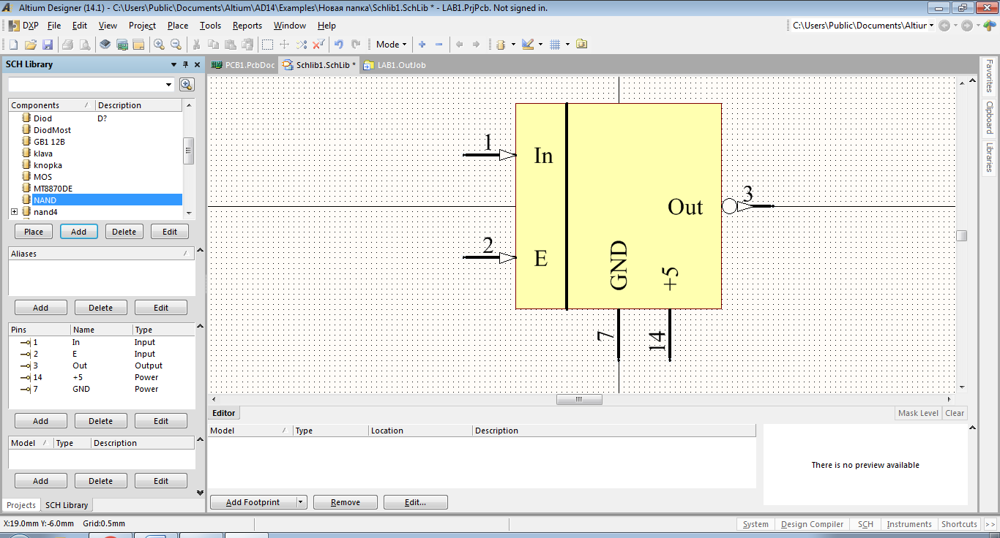 Altium Designer (14.1) - C:\Users\Public\Documents\Altium\AD14\Examples\Новая папка\Schlib1.SchLib * - LAB1.PrjPcb. Not signed in.
DXP File Edit View Project Place Tools Reports Window Help
C:\Users\Public\Documents\Altiur
Mode
SCH Library
PCB1.PcbDoc Schlib1.SchLib * LAB1.OutJob
Components Description
Diod D?
DiodMost
GB1 12B
klava
knopka
MOS
MT8870DE
NAND
nand4
Place Add Delete Edit
Aliases
Add Delete Edit
Pins Name Type
1 In Input
2 E Input
3 Out Output
14 +5 Power
7 GND Power
Add Delete Edit
Model Type Description
Add Delete Edit
Projects SCH Library
1
In
3
Out
2
E
GND
+5
7
14
Favorites
Clipboard
Libraries
Editor
Mask Level Clear
Model Type Location Description
There is no preview available
Add Footprint Remove Edit...
X:19.0mm Y:-6.0mm Grid:0.5mm
System Design Compiler SCH Instruments Shortcuts >>